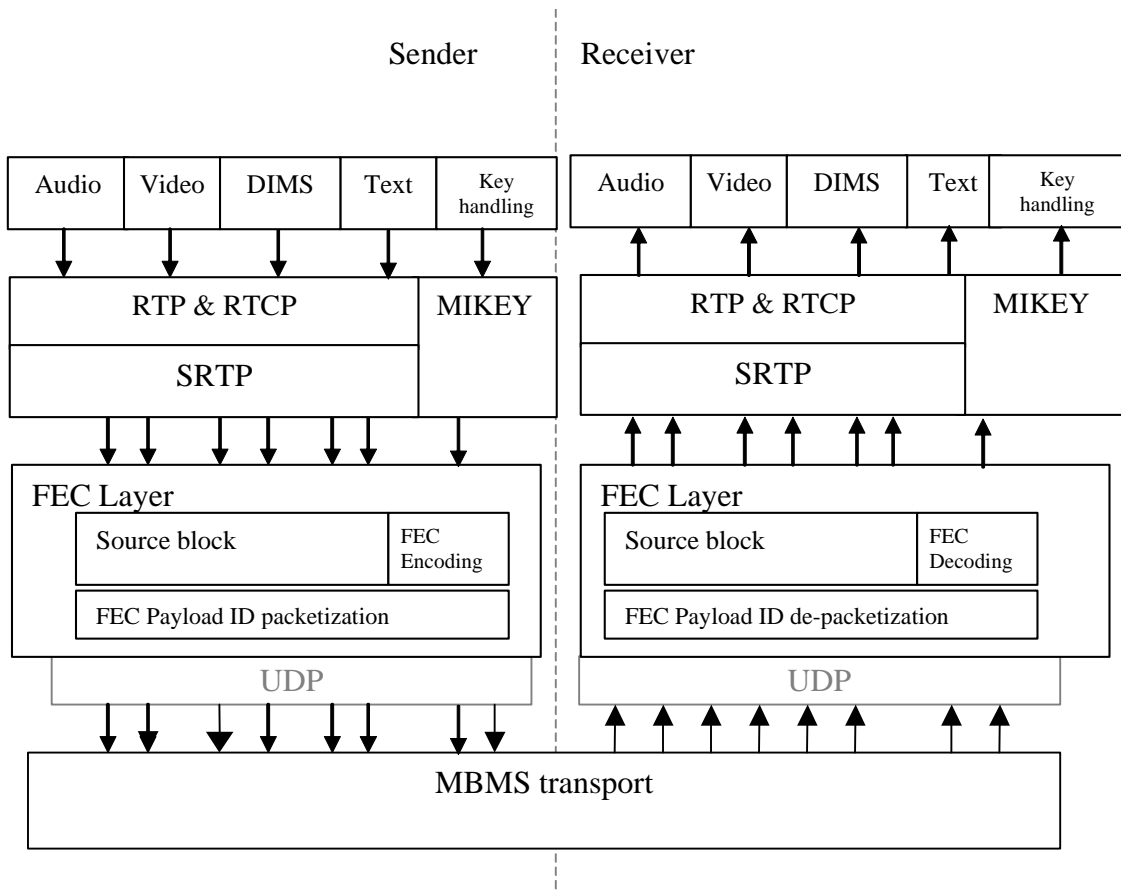 Sender Receiver
Audio Video DIMS Text Key handling Audio Video DIMS Text Key handling
RTP & RTCP MIKEY RTP & RTCP MIKEY
SRTP SRTP
FEC Layer FEC Layer
Source block FEC Encoding Source block FEC Decoding
FEC Payload ID packetization FEC Payload ID de-packetization
UDP UDP
MBMS transport